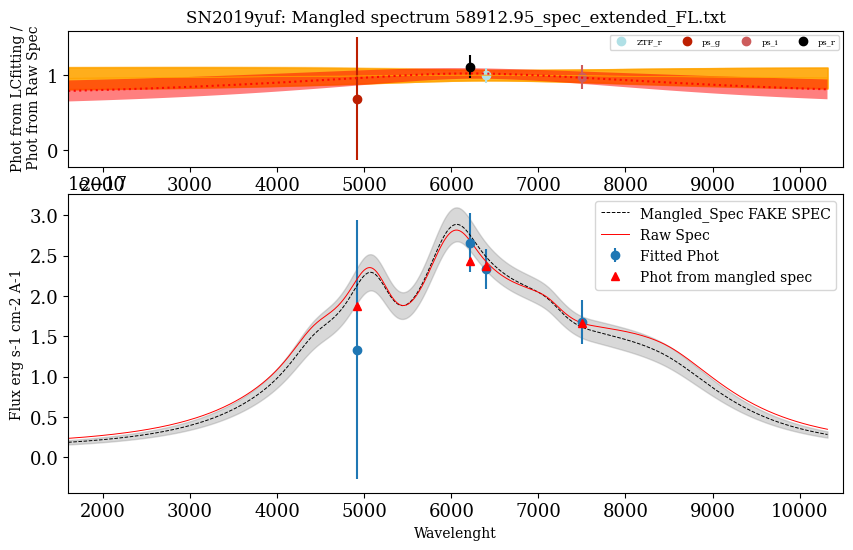 SN2019yuf: Mangled spectrum 58912.95_spec_extended_FL.txt
Phot from LCfitting /
Phot from Raw Spec
ZTF_r ps_g ps_i ps_r
1
0
2000 3000 4000 5000 6000 7000 8000 9000 10000
1e−17
Flux erg s-1 cm-2 A-1
3.0
2.5
2.0
1.5
1.0
0.5
0.0
Mangled_Spec FAKE SPEC
Raw Spec
Fitted Phot
Phot from mangled spec
2000 3000 4000 5000 6000 7000 8000 9000 10000
Wavelenght